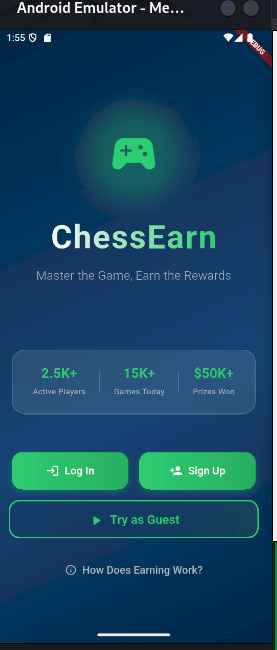 Android Emulator - Me...
1:55
DEBUG
ChessEarn
Master the Game, Earn the Rewards
2.5K+ 15K+ $50K+
Active Players Games Today Prizes Won
Log In Sign Up
Try as Guest
How Does Earning Work?